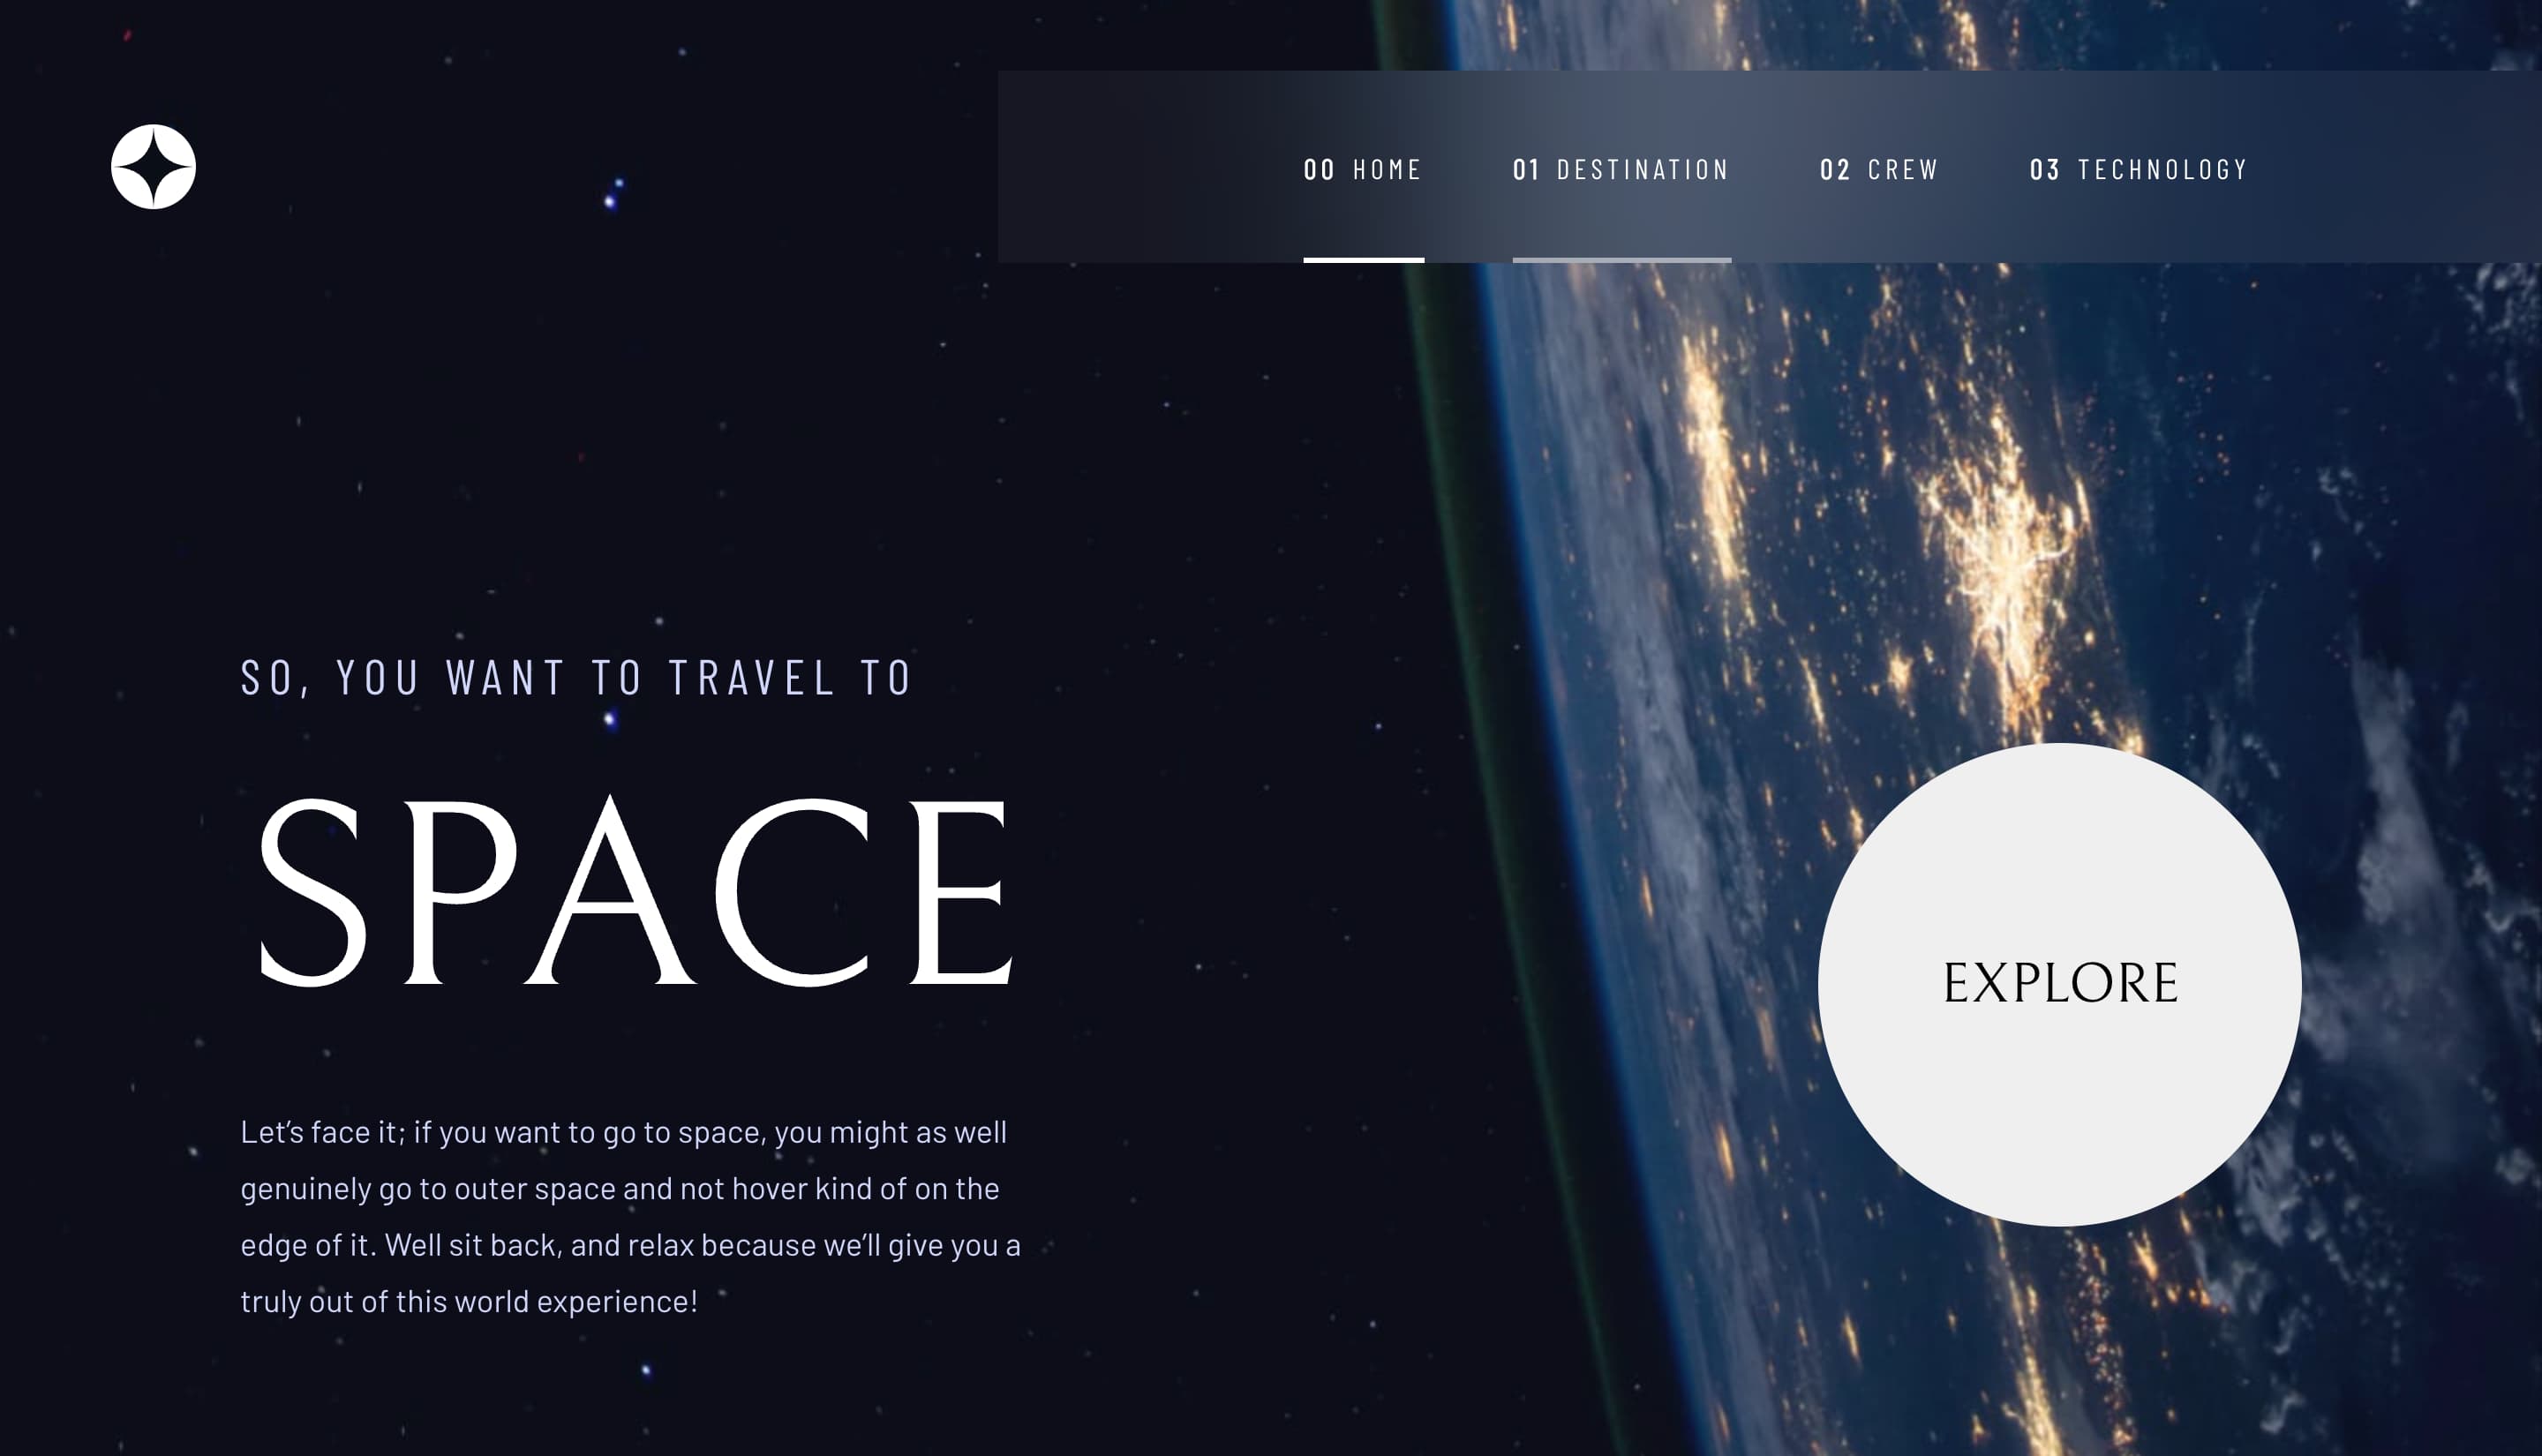 00 HOME 01 DESTINATION 02 CREW 03 TECHNOLOGY
SO, YOU WANT TO TRAVEL TO
SPACE
EXPLORE
Let’s face it; if you want to go to space, you might as well
genuinely go to outer space and not hover kind of on the
edge of it. Well sit back, and relax because we’ll give you a
truly out of this world experience!